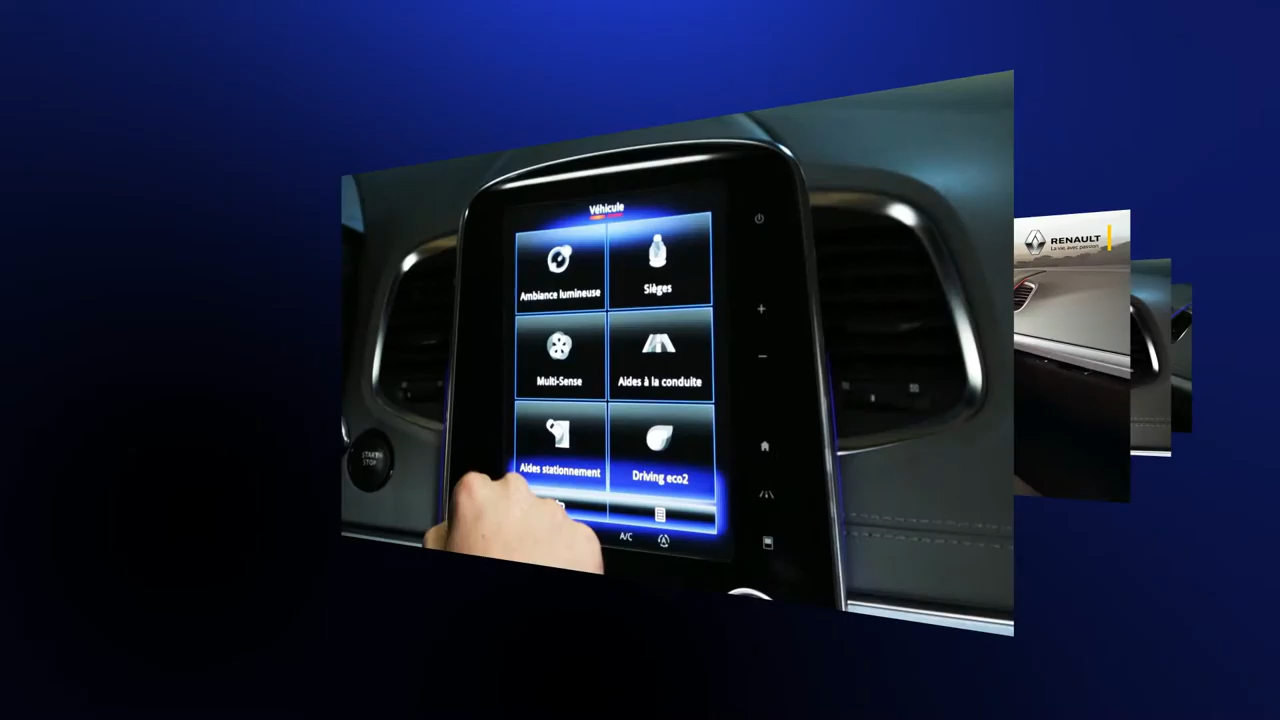 Véhicule
Ambiance lumineuse
Sièges
Multi-Sense
Aides à la conduite
Aides stationnement
Driving eco2
A/C
START
STOP
RENAULT
La vie, avec passion